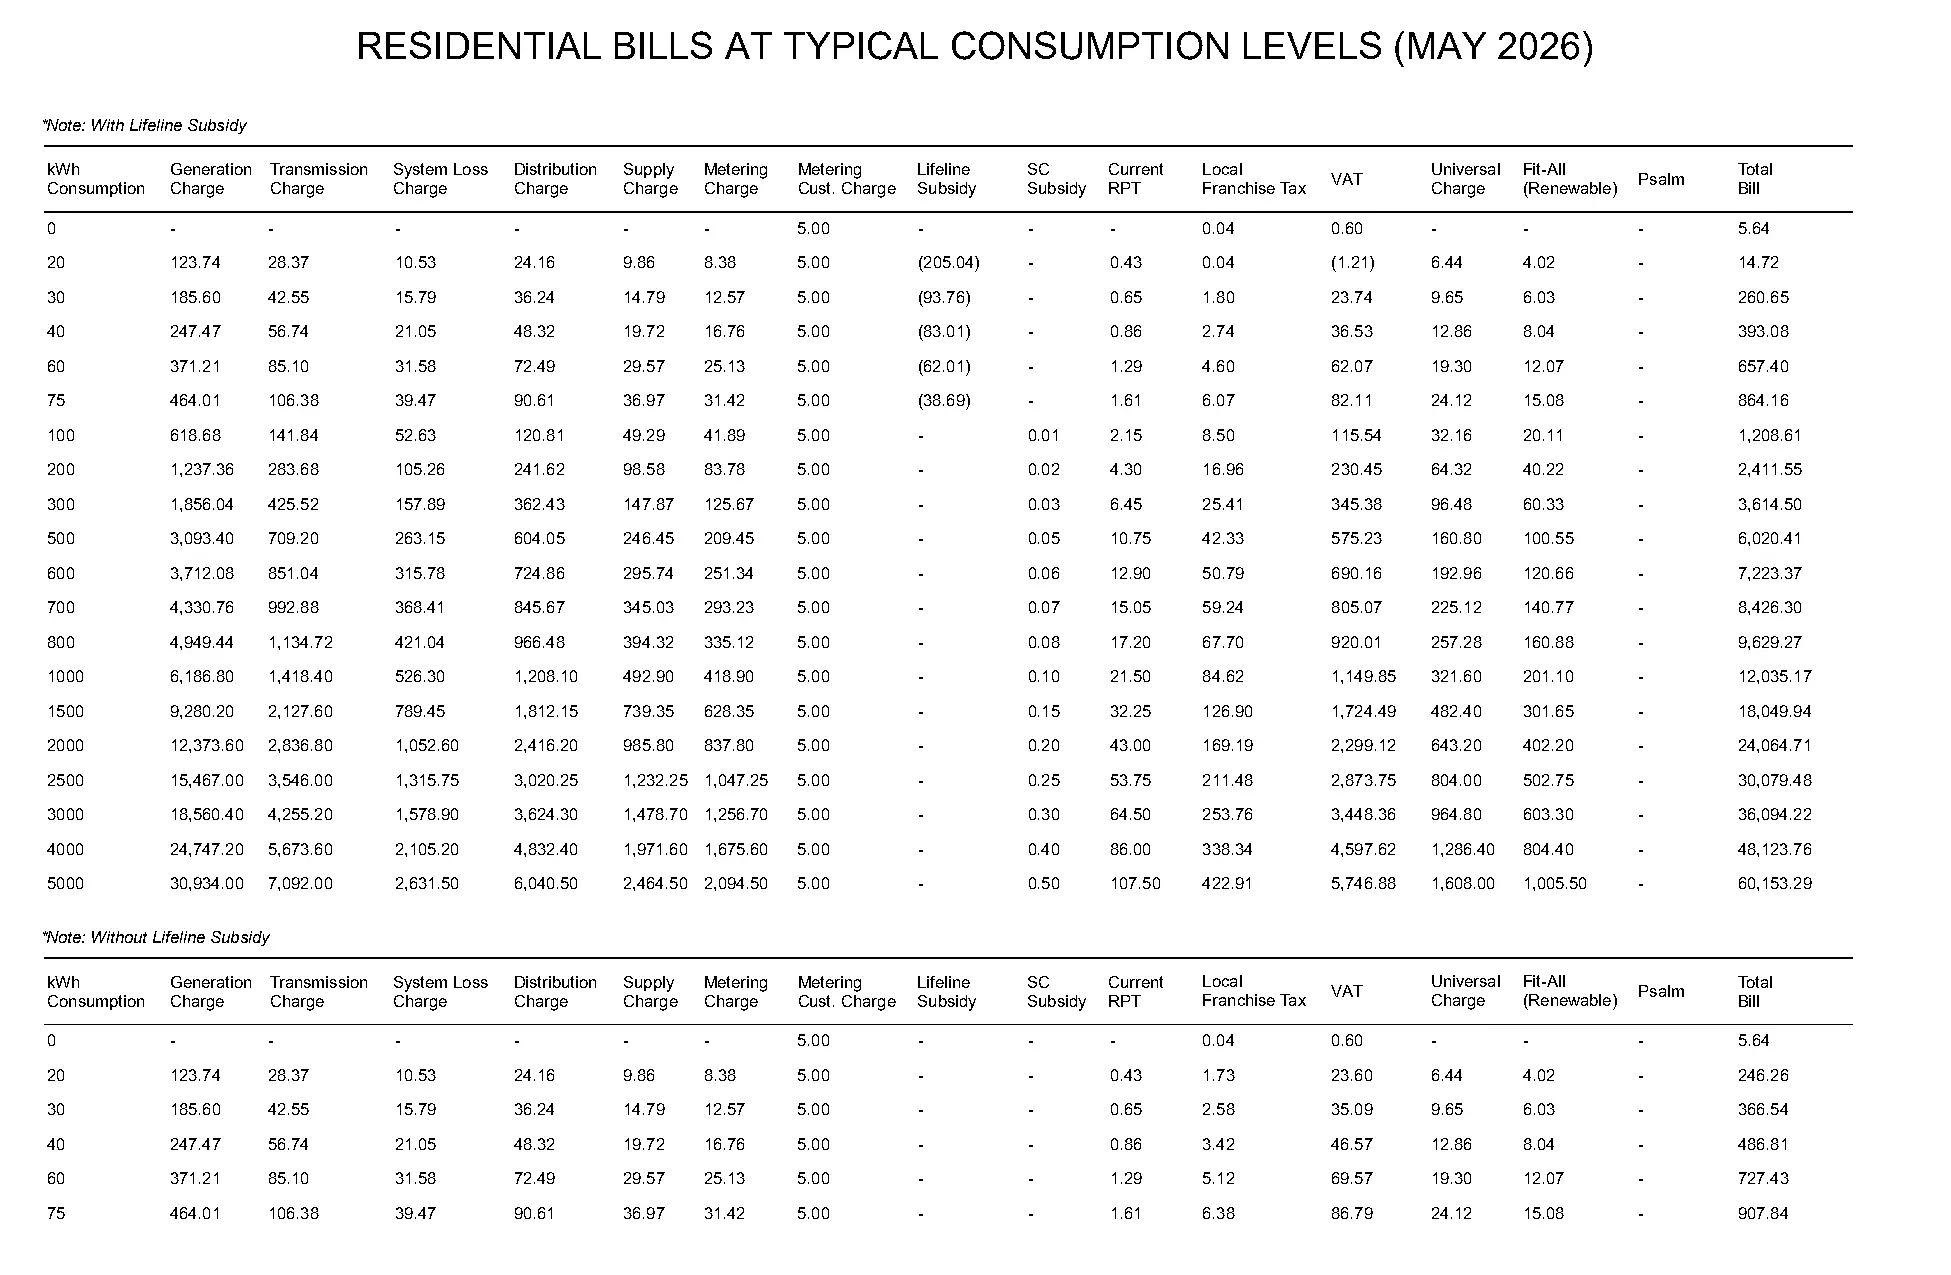 RESIDENTIAL BILLS AT TYPICAL CONSUMPTION LEVELS (MAY 2026)
*Note: With Lifeline Subsidy
kWh Consumption Generation Charge Transmission Charge System Loss Charge Distribution Charge Supply Charge Metering Charge Metering Cust. Charge Lifeline Subsidy SC Subsidy Current RPT Local Franchise Tax VAT Universal Charge Fit-All (Renewable) Psalm Total Bill
0 - - - - - - 5.00 - - - 0.04 0.60 - - - 5.64
20 123.74 28.37 10.53 24.16 9.86 8.38 5.00 (205.04) - 0.43 0.04 (1.21) 6.44 4.02 - 14.72
30 185.60 42.55 15.79 36.24 14.79 12.57 5.00 (93.76) - 0.65 1.80 23.74 9.65 6.03 - 260.65
40 247.47 56.74 21.05 48.32 19.72 16.76 5.00 (83.01) - 0.86 2.74 36.53 12.86 8.04 - 393.08
60 371.21 85.10 31.58 72.49 29.57 25.13 5.00 (62.01) - 1.29 4.60 62.07 19.30 12.07 - 657.40
75 464.01 106.38 39.47 90.61 36.97 31.42 5.00 (38.69) - 1.61 6.07 82.11 24.12 15.08 - 864.16
100 618.68 141.84 52.63 120.81 49.29 41.89 5.00 - 0.01 2.15 8.50 115.54 32.16 20.11 - 1,208.61
200 1,237.36 283.68 105.26 241.62 98.58 83.78 5.00 - 0.02 4.30 16.96 230.45 64.32 40.22 - 2,411.55
300 1,856.04 425.52 157.89 362.43 147.87 125.67 5.00 - 0.03 6.45 25.41 345.38 96.48 60.33 - 3,614.50
500 3,093.40 709.20 263.15 604.05 246.45 209.45 5.00 - 0.05 10.75 42.33 575.23 160.80 100.55 - 6,020.41
600 3,712.08 851.04 315.78 724.86 295.74 251.34 5.00 - 0.06 12.90 50.79 690.16 192.96 120.66 - 7,223.37
700 4,330.76 992.88 368.41 845.67 345.03 293.23 5.00 - 0.07 15.05 59.24 805.07 225.12 140.77 - 8,426.30
800 4,949.44 1,134.72 421.04 966.48 394.32 335.12 5.00 - 0.08 17.20 67.70 920.01 257.28 160.88 - 9,629.27
1000 6,186.80 1,418.40 526.30 1,208.10 492.90 418.90 5.00 - 0.10 21.50 84.62 1,149.85 321.60 201.10 - 12,035.17
1500 9,280.20 2,127.60 789.45 1,812.15 739.35 628.35 5.00 - 0.15 32.25 126.90 1,724.49 482.40 301.65 - 18,049.94
2000 12,373.60 2,836.80 1,052.60 2,416.20 985.80 837.80 5.00 - 0.20 43.00 169.19 2,299.12 643.20 402.20 - 24,064.71
2500 15,467.00 3,546.00 1,315.75 3,020.25 1,232.25 1,047.25 5.00 - 0.25 53.75 211.48 2,873.75 804.00 502.75 - 30,079.48
3000 18,560.40 4,255.20 1,578.90 3,624.30 1,478.70 1,256.70 5.00 - 0.30 64.50 253.76 3,448.36 964.80 603.30 - 36,094.22
4000 24,747.20 5,673.60 2,105.20 4,832.40 1,971.60 1,675.60 5.00 - 0.40 86.00 338.34 4,597.62 1,286.40 804.40 - 48,123.76
5000 30,934.00 7,092.00 2,631.50 6,040.50 2,464.50 2,094.50 5.00 - 0.50 107.50 422.91 5,746.88 1,608.00 1,005.50 - 60,153.29
*Note: Without Lifeline Subsidy
kWh Consumption Generation Charge Transmission Charge System Loss Charge Distribution Charge Supply Charge Metering Charge Metering Cust. Charge Lifeline Subsidy SC Subsidy Current RPT Local Franchise Tax VAT Universal Charge Fit-All (Renewable) Psalm Total Bill
0 - - - - - - 5.00 - - - 0.04 0.60 - - - 5.64
20 123.74 28.37 10.53 24.16 9.86 8.38 5.00 - - 0.43 1.73 23.60 6.44 4.02 - 246.26
30 185.60 42.55 15.79 36.24 14.79 12.57 5.00 - - 0.65 2.58 35.09 9.65 6.03 - 366.54
40 247.47 56.74 21.05 48.32 19.72 16.76 5.00 - - 0.86 3.42 46.57 12.86 8.04 - 486.81
60 371.21 85.10 31.58 72.49 29.57 25.13 5.00 - - 1.29 5.12 69.57 19.30 12.07 - 727.43
75 464.01 106.38 39.47 90.61 36.97 31.42 5.00 - - 1.61 6.38 86.79 24.12 15.08 - 907.84